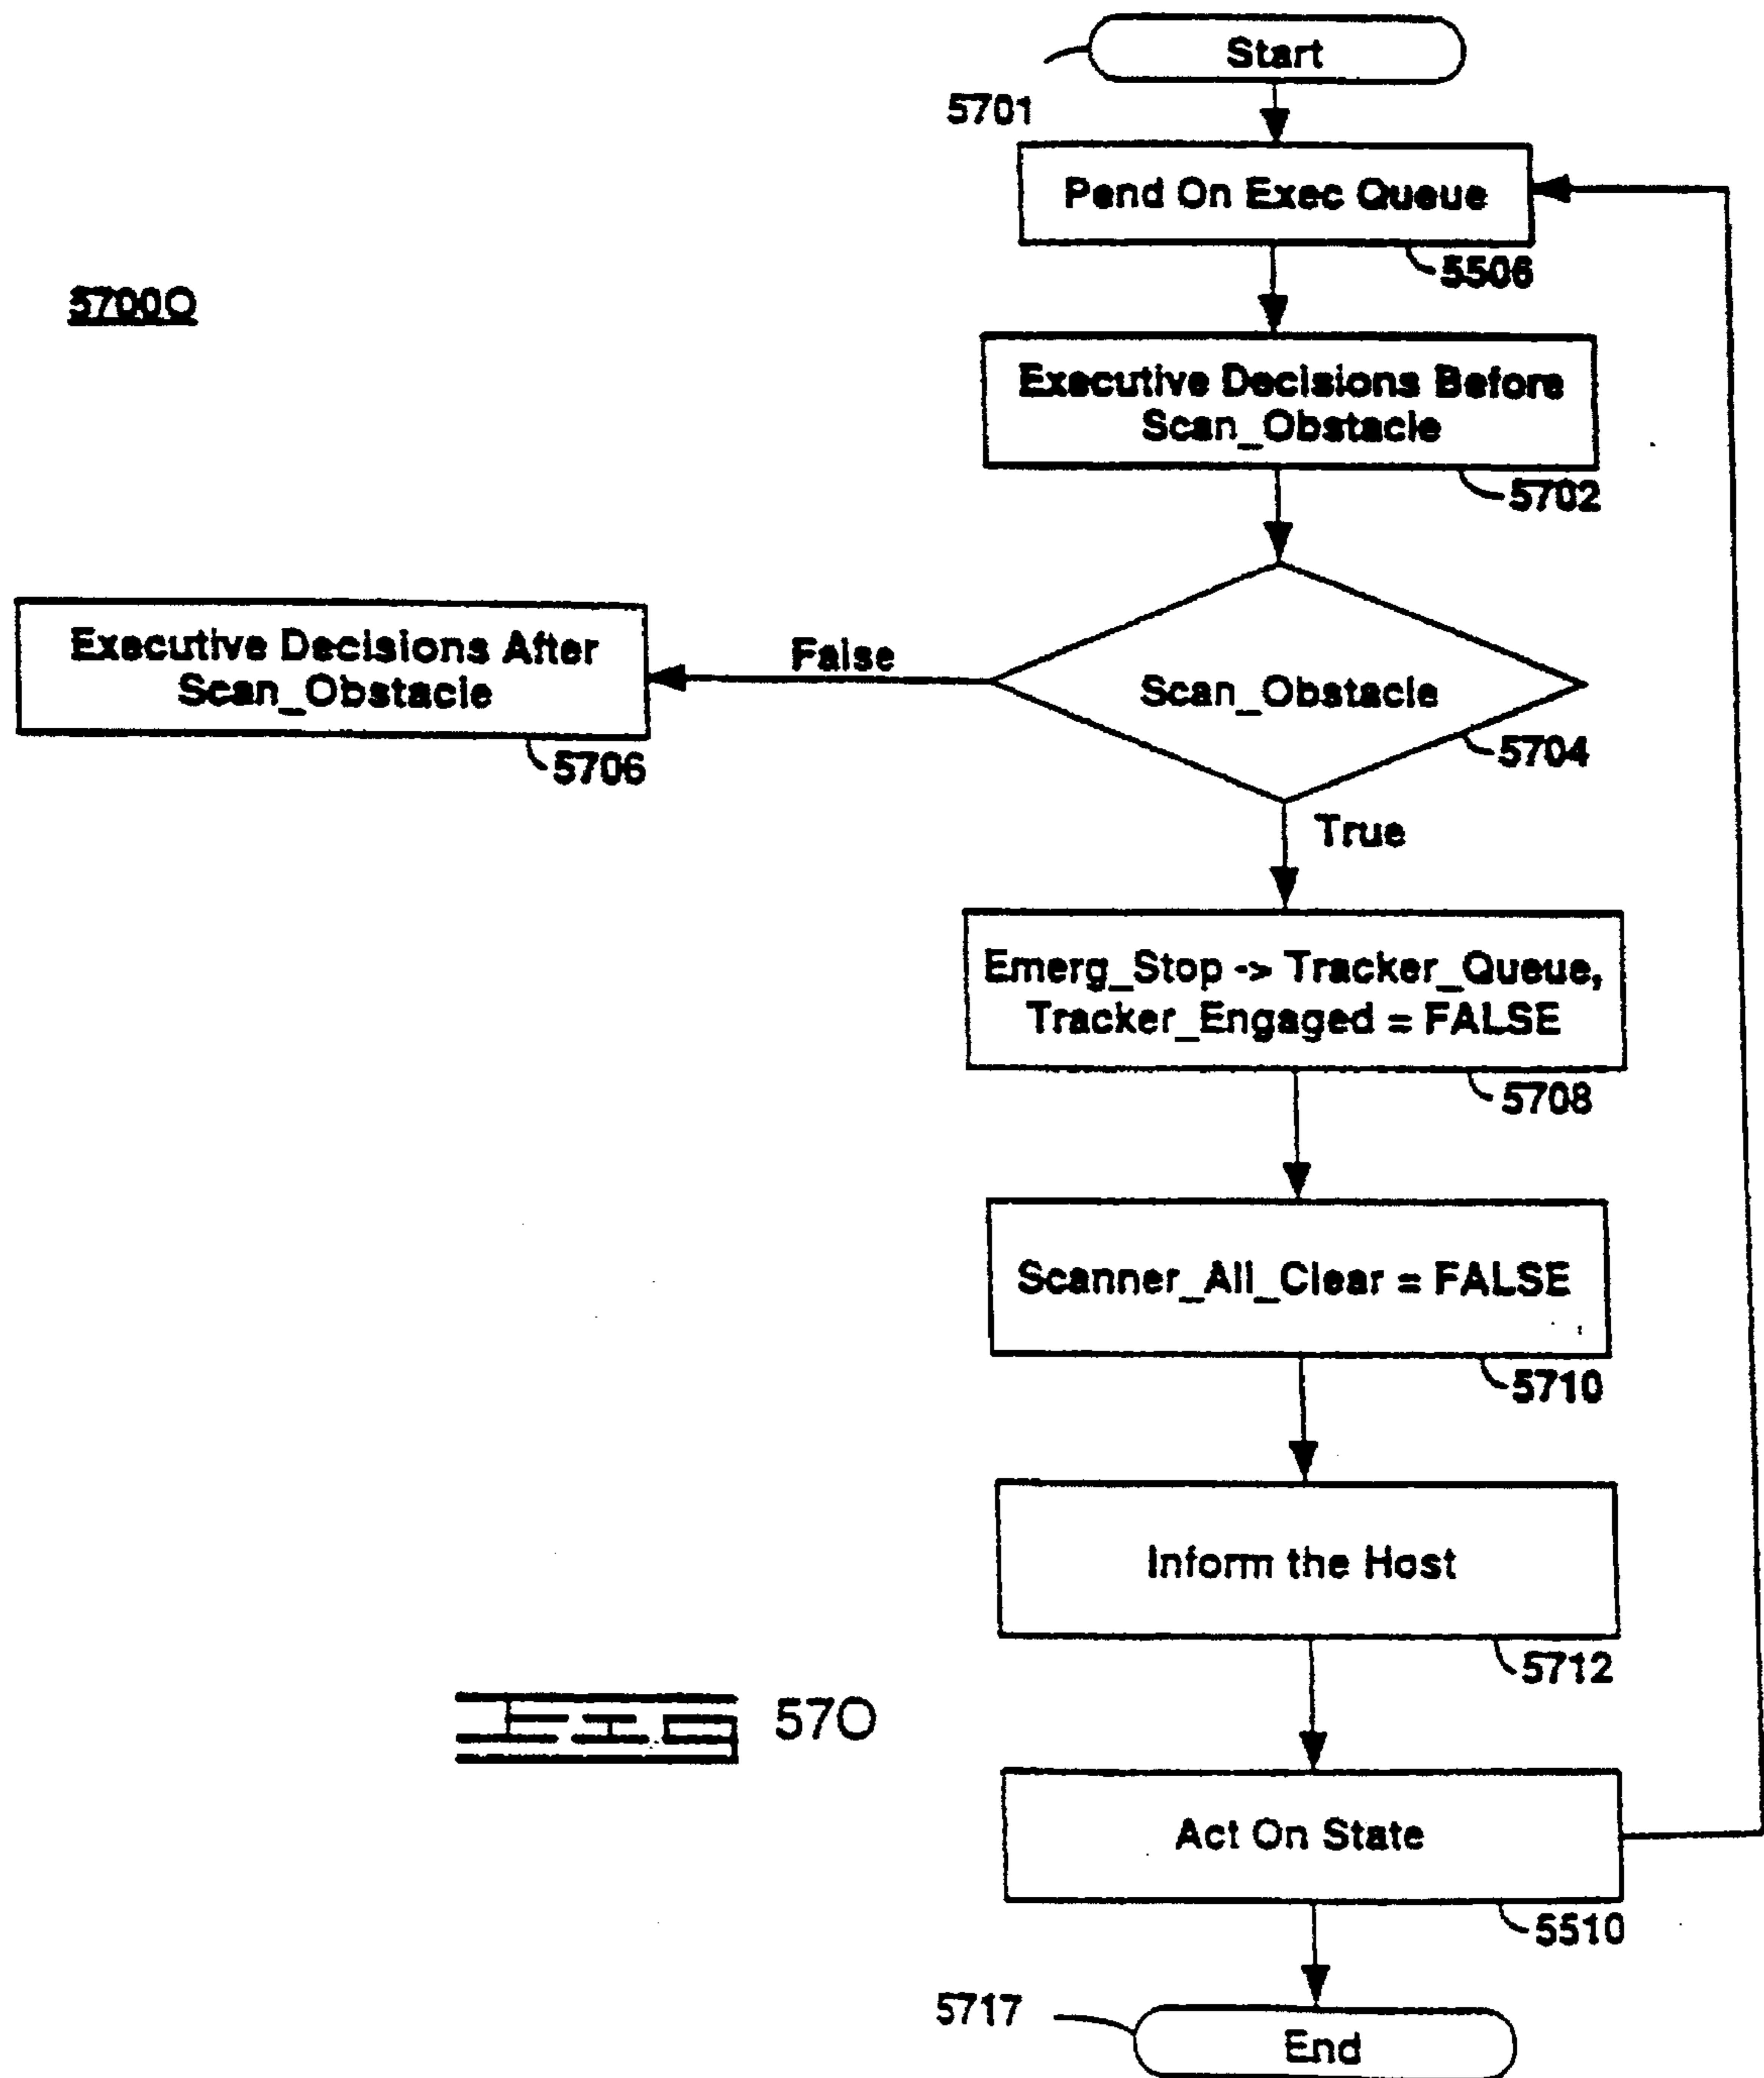 Start
5701
Pend On Exec Queue
5506
5700Q
Executive Decisions Before
Scan_Obstacle
5702
Executive Decisions After
Scan_Obstacle
5706
False
Scan_Obstacle
5704
True
Emerg_Stop -> Tracker_Queue,
Tracker_Engaged = FALSE
5708
Scanner_All_Clear = FALSE
5710
Inform the Host
5712
FIG 57O
Act On State
5510
5717
End